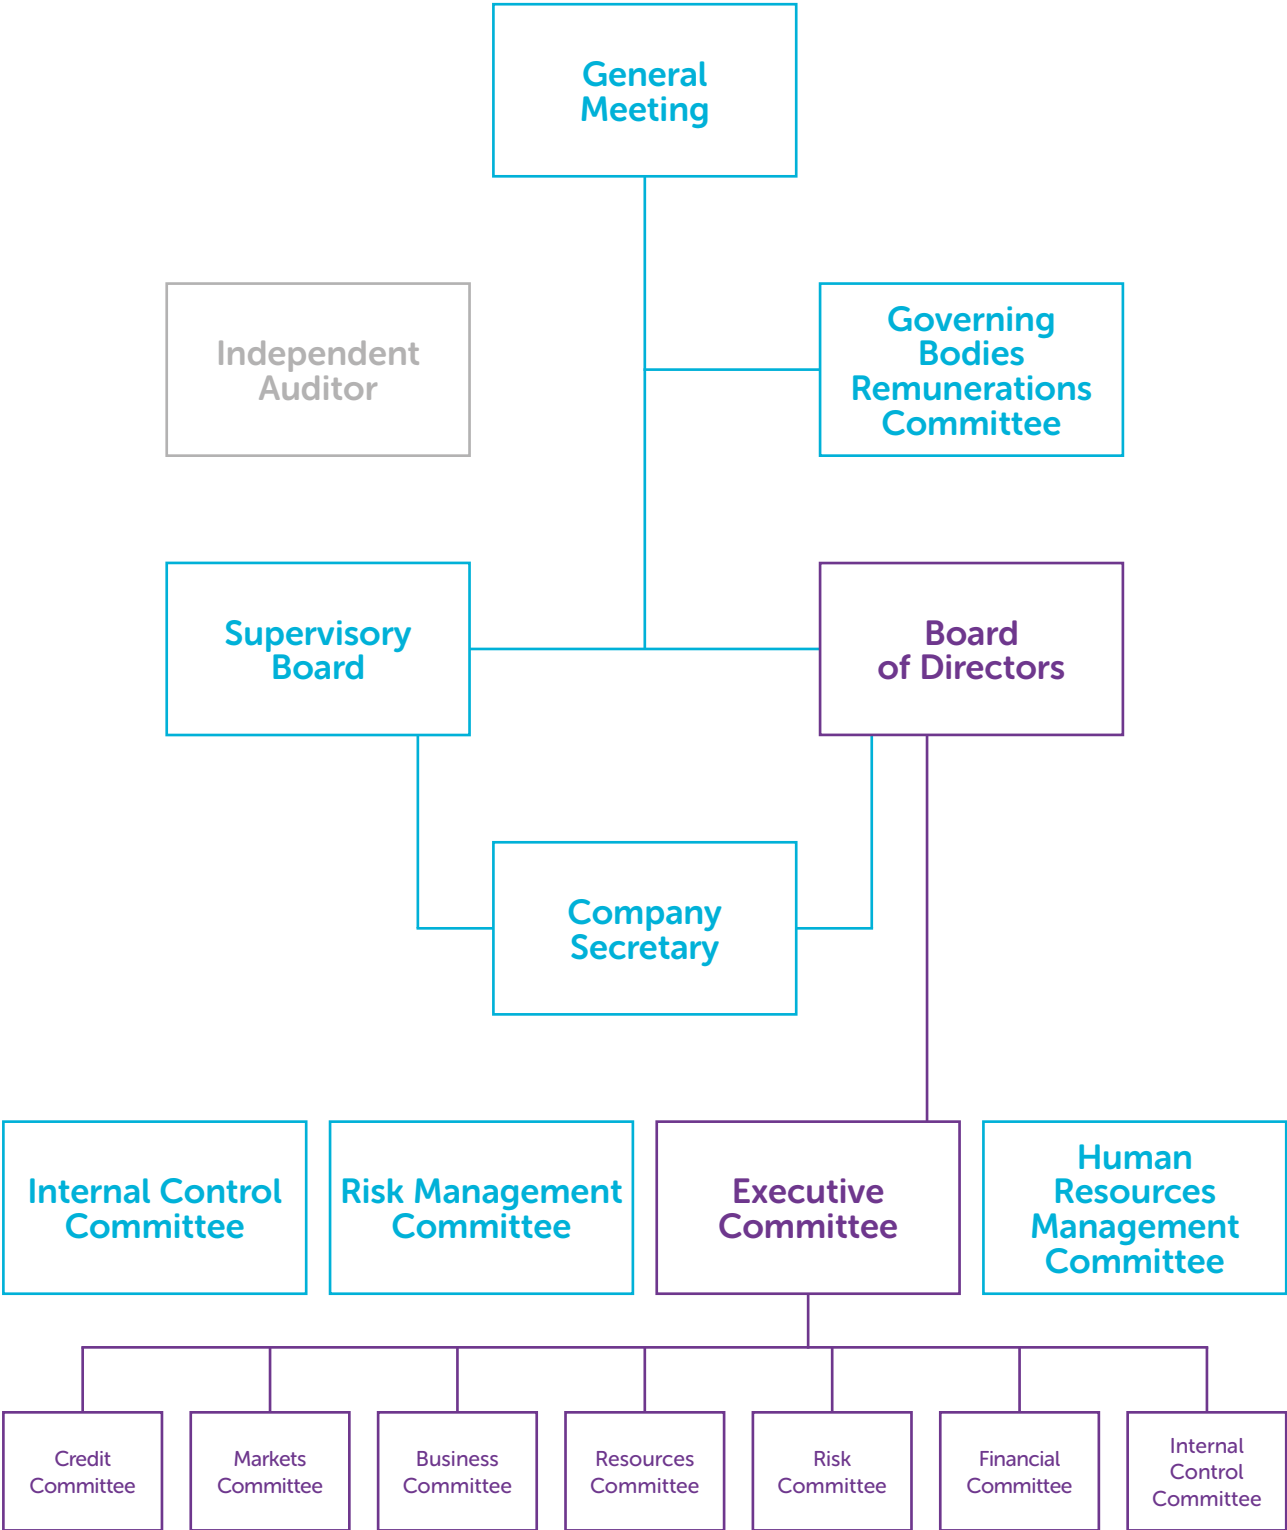 General
Meeting
Independent
Auditor
Governing
Bodies
Remunerations
Committee
Supervisory
Board
Board
of Directors
Company
Secretary
Internal Control
Committee
Risk Management
Committee
Executive
Committee
Human
Resources
Management
Committee
Credit
Committee
Markets
Committee
Business
Committee
Resources
Committee
Risk
Committee
Financial
Committee
Internal
Control
Committee